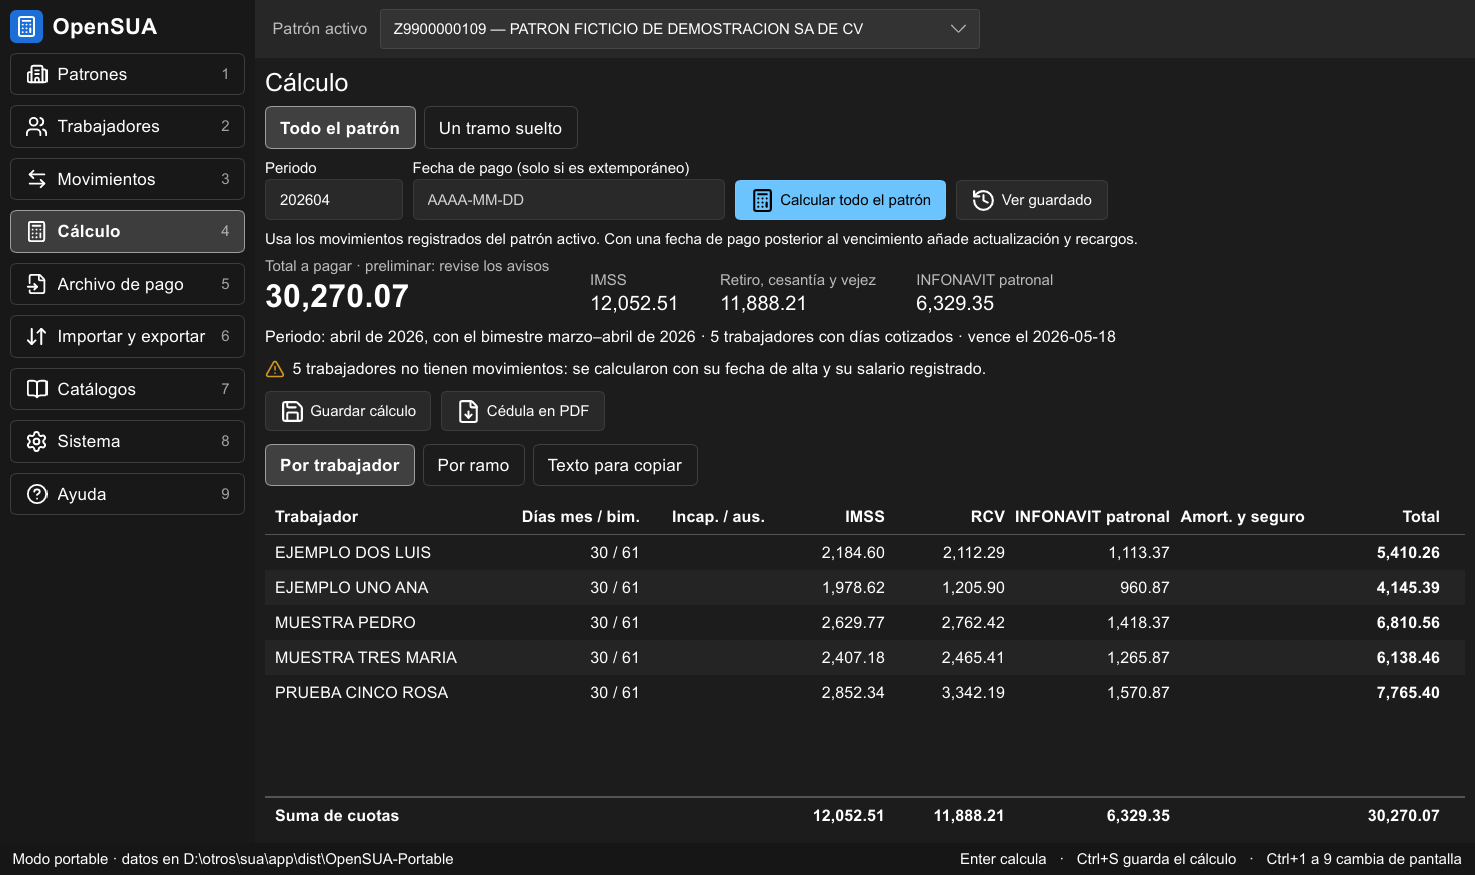 OpenSUA
Patrones 1
Trabajadores 2
Movimientos 3
Cálculo 4
Archivo de pago 5
Importar y exportar 6
Catálogos 7
Sistema 8
Ayuda 9
Patrón activo Z9900000109 — PATRON FICTICIO DE DEMOSTRACION SA DE CV
Cálculo
Todo el patrón Un tramo suelto
Periodo Fecha de pago (solo si es extemporáneo)
202604 AAAA-MM-DD Calcular todo el patrón Ver guardado
Usa los movimientos registrados del patrón activo. Con una fecha de pago posterior al vencimiento añade actualización y recargos.
Total a pagar · preliminar: revise los avisos IMSS Retiro, cesantía y vejez INFONAVIT patronal
30,270.07 12,052.51 11,888.21 6,329.35
Periodo: abril de 2026, con el bimestre marzo–abril de 2026 · 5 trabajadores con días cotizados · vence el 2026-05-18
5 trabajadores no tienen movimientos: se calcularon con su fecha de alta y su salario registrado.
Guardar cálculo Cédula en PDF
Por trabajador Por ramo Texto para copiar
Trabajador Días mes / bim. Incap. / aus. IMSS RCV INFONAVIT patronal Amort. y seguro Total
EJEMPLO DOS LUIS 30 / 61 2,184.60 2,112.29 1,113.37 5,410.26
EJEMPLO UNO ANA 30 / 61 1,978.62 1,205.90 960.87 4,145.39
MUESTRA PEDRO 30 / 61 2,629.77 2,762.42 1,418.37 6,810.56
MUESTRA TRES MARIA 30 / 61 2,407.18 2,465.41 1,265.87 6,138.46
PRUEBA CINCO ROSA 30 / 61 2,852.34 3,342.19 1,570.87 7,765.40
Suma de cuotas 12,052.51 11,888.21 6,329.35 30,270.07
Modo portable · datos en D:\otros\sua\app\dist\OpenSUA-Portable Enter calcula · Ctrl+S guarda el cálculo · Ctrl+1 a 9 cambia de pantalla